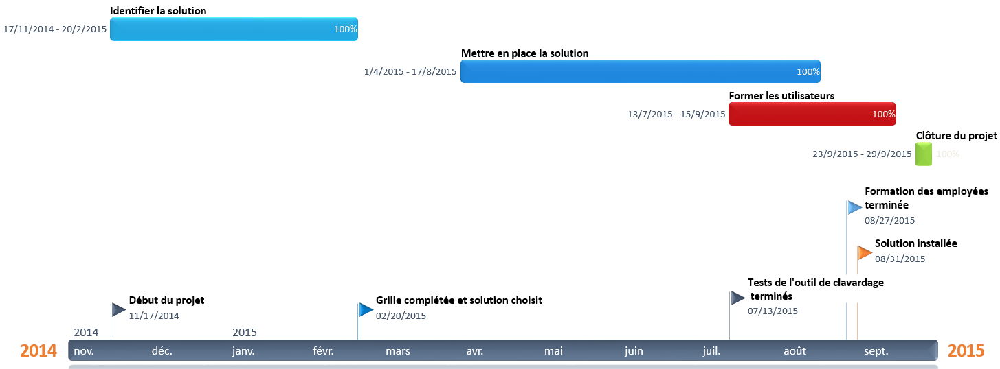 Identifier la solution
17/11/2014 - 20/2/2015
100%
Mettre en place la solution
1/4/2015 - 17/8/2015
100%
Former les utilisateurs
13/7/2015 - 15/9/2015
100%
Clôture du projet
23/9/2015 - 29/9/2015
100%
Formation des employées
terminée
08/27/2015
Solution installée
08/31/2015
Tests de l'outil de clavardage
terminés
07/13/2015
Début du projet
11/17/2014
Grille complétée et solution choisit
02/20/2015
2014
2015
2014
nov.
déc.
janv.
févr.
mars
avr.
mai
juin
juil.
août
sept.
2015